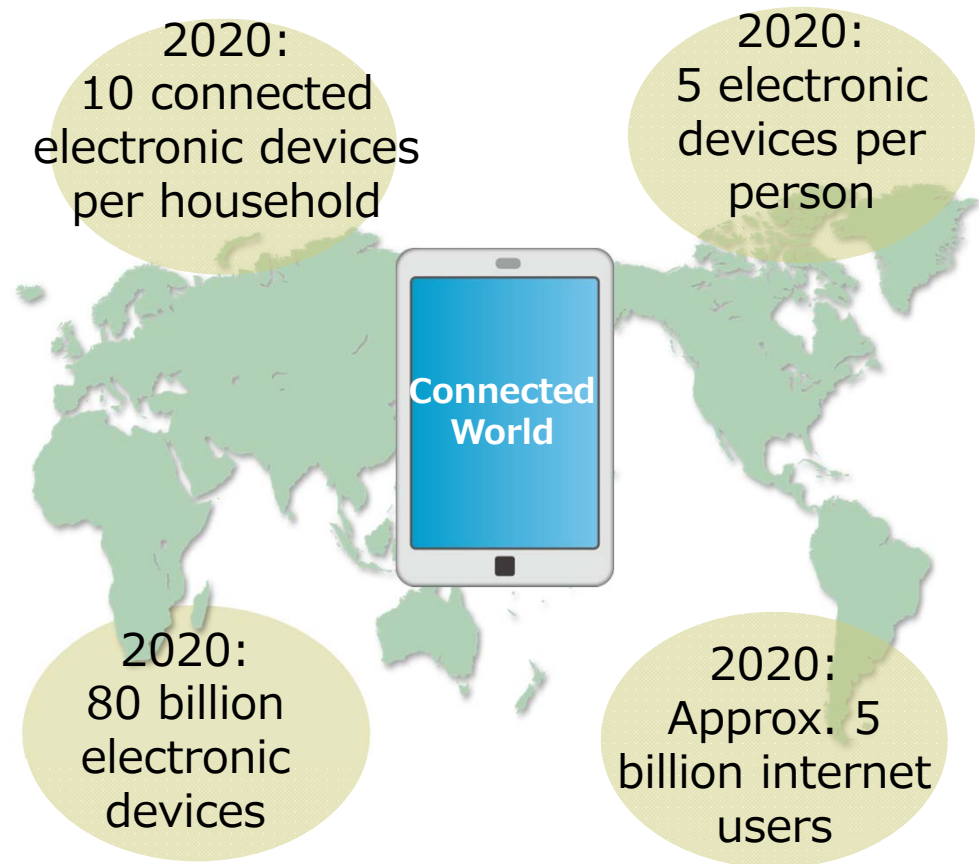 2020:
10 connected
electronic devices
per household
2020:
5 electronic
devices per
person
Connected
World
2020:
80 billion
electronic
devices
2020:
Approx. 5
billion internet
users